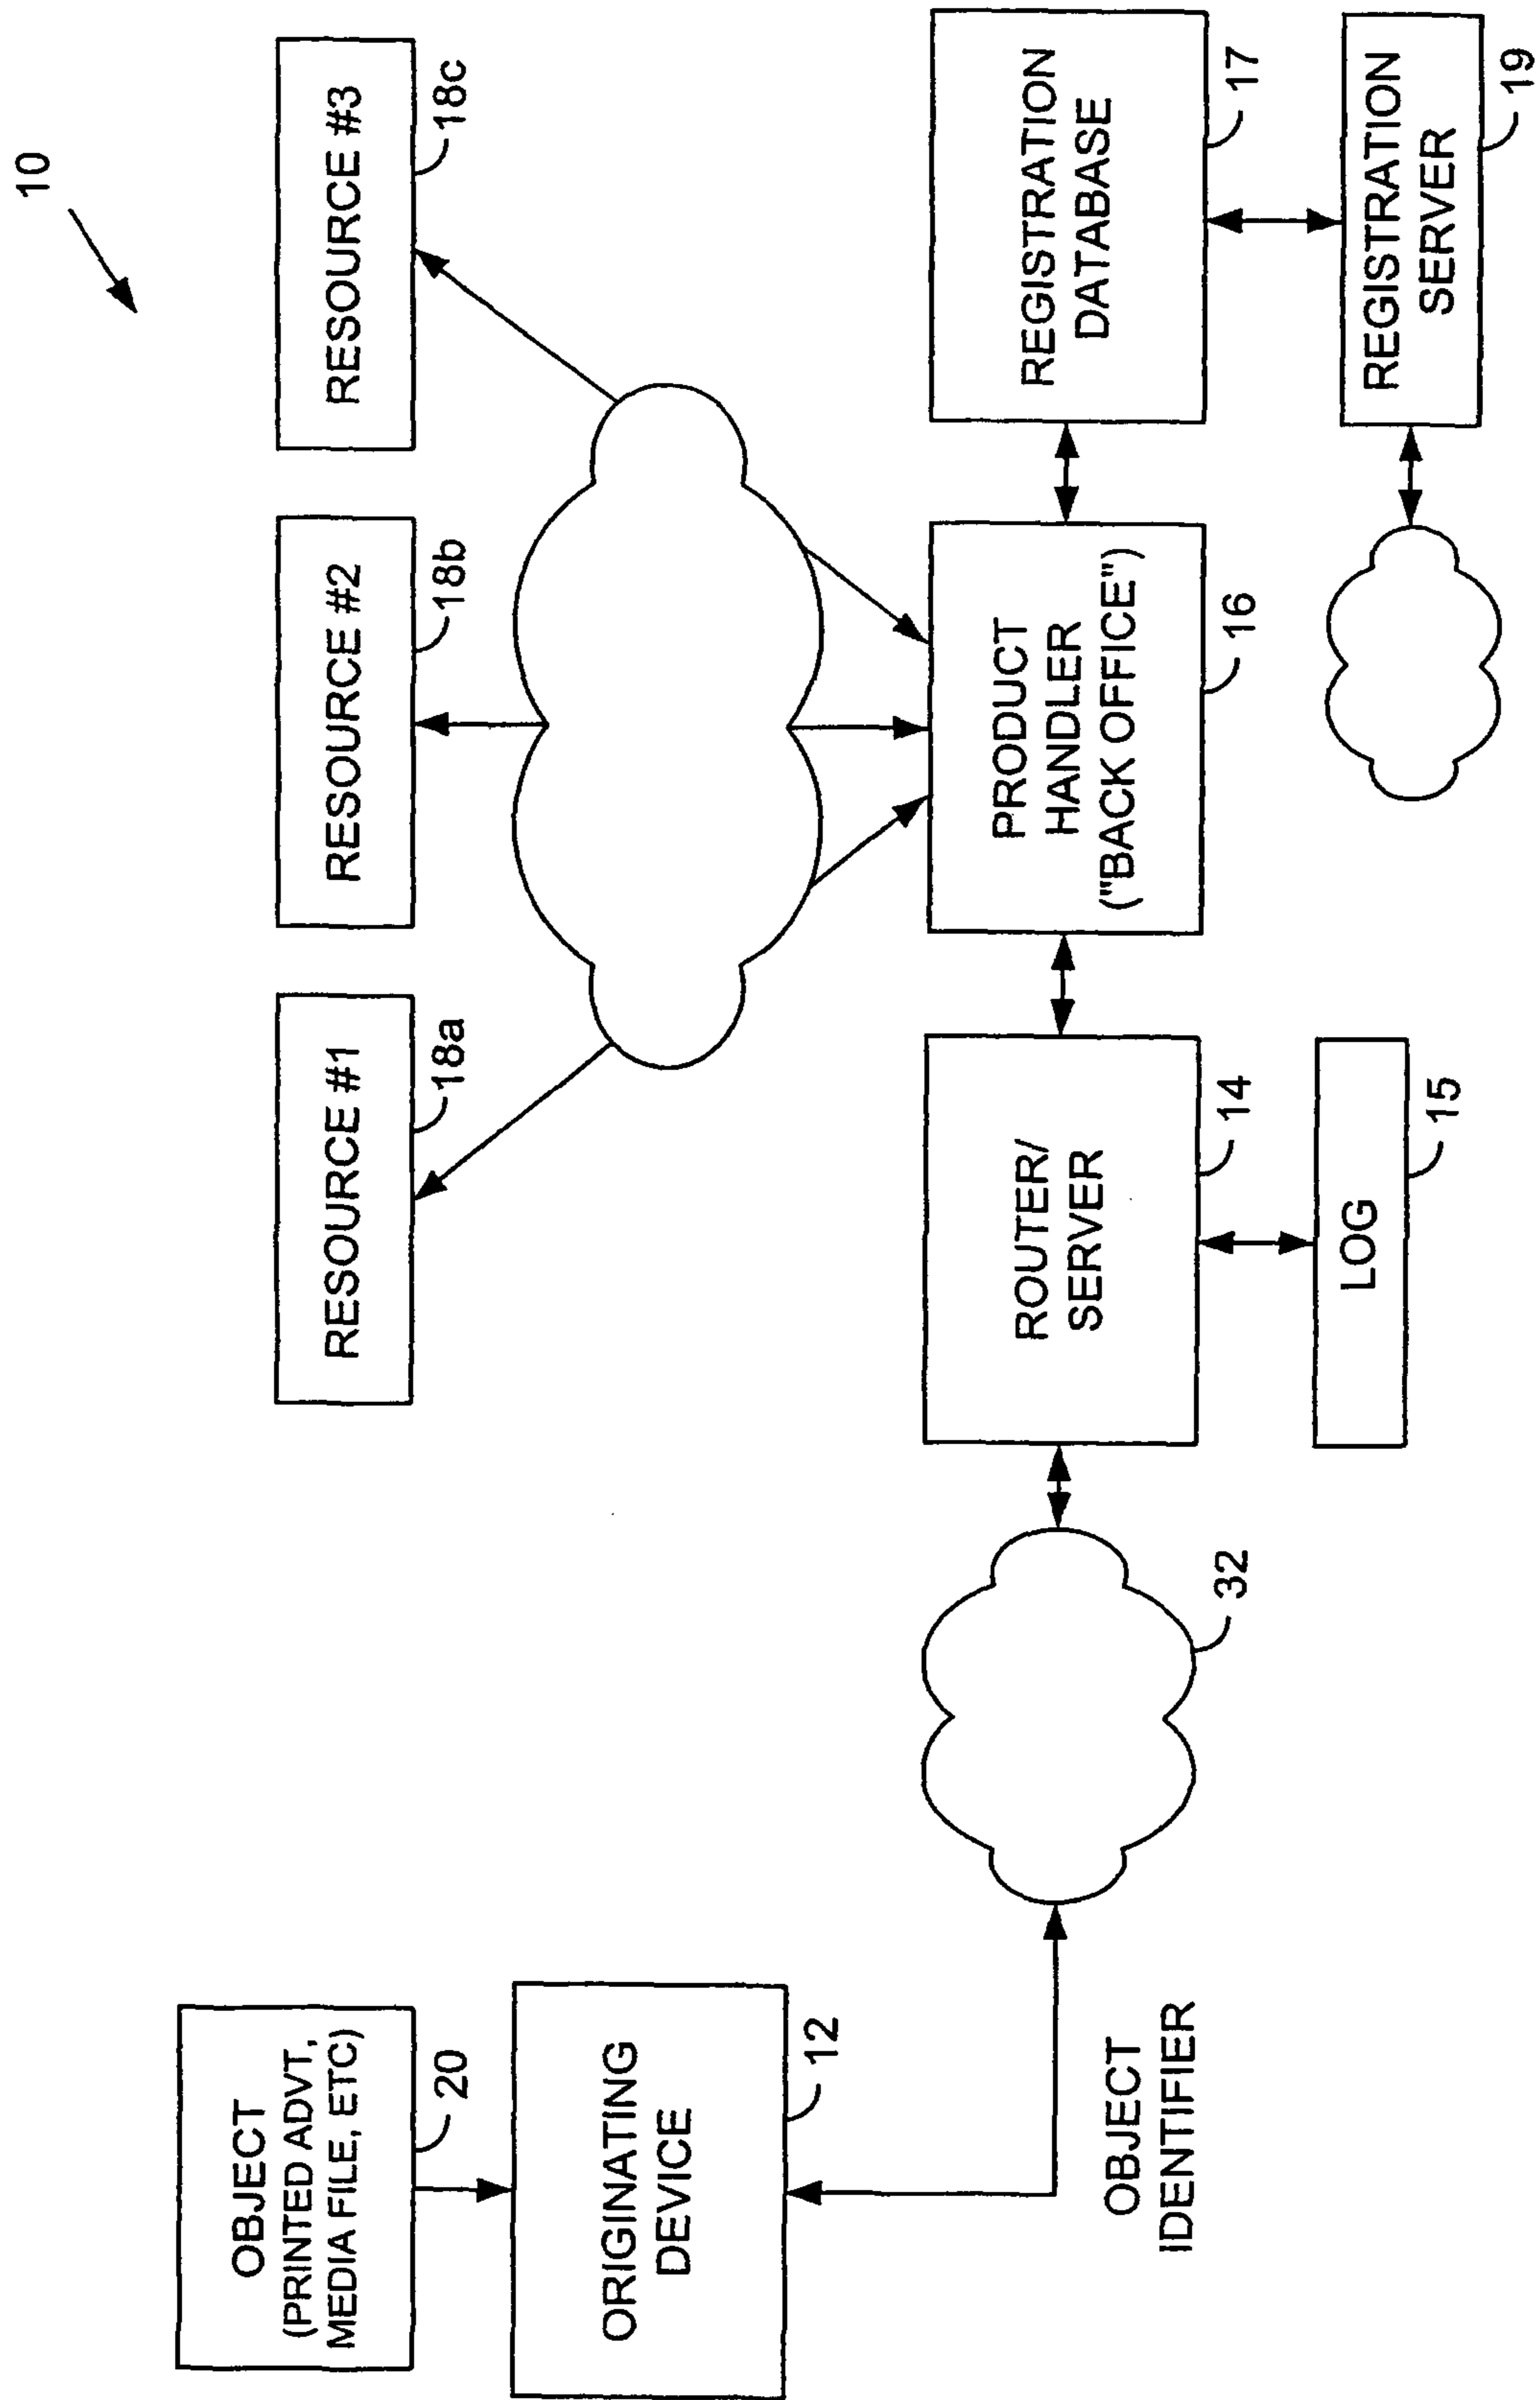 10
RESOURCE #1
18a
RESOURCE #2
18b
RESOURCE #3
18c
OBJECT
(PRINTED ADVT,
MEDIA FILE, ETC)
20
ORIGINATING
DEVICE
12
OBJECT
IDENTIFIER
32
ROUTER/
SERVER
14
LOG
15
PRODUCT
HANDLER
("BACK OFFICE")
16
REGISTRATION
DATABASE
17
REGISTRATION
SERVER
19